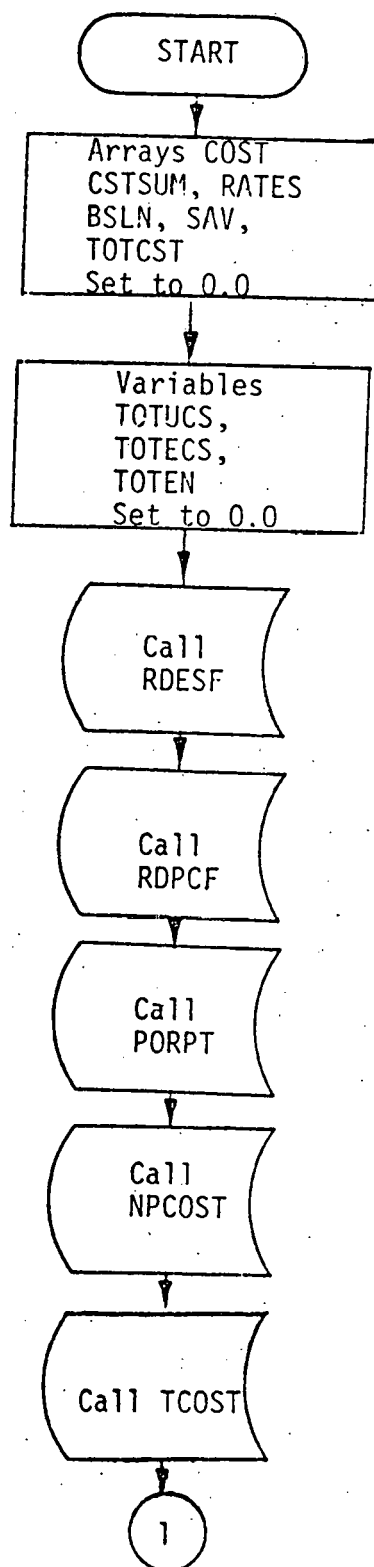 START
Arrays COST
CSTSUM, RATES
BSLN, SAV,
TOTCST
Set to 0.0
Variables
TOTUCS,
TOTECS,
TOTEN
Set to 0.0
Call
RDESF
Call
RDPCF
Call
PORPT
Call
NPCOST
Call TCOST
1